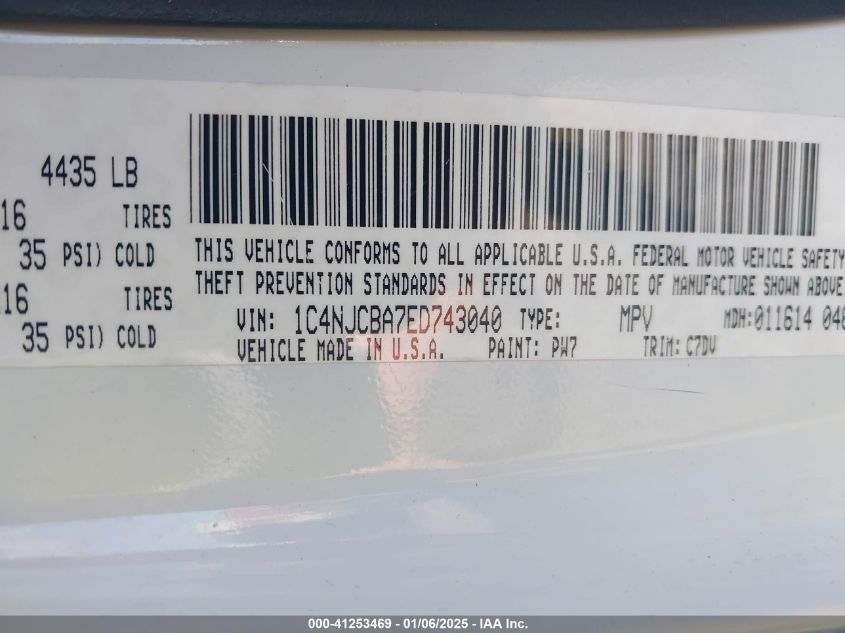 4435 LB
16 TIRES
35 PSI) COLD
16 TIRES
35 PSI) COLD
THIS VEHICLE CONFORMS TO ALL APPLICABLE U.S.A. FEDERAL MOTOR VEHICLE SAFETY
THEFT PREVENTION STANDARDS IN EFFECT ON THE DATE OF MANUFACTURE SHOWN ABOVE
VIN: 1C4NJCBA7ED743040 TYPE: MPV MDH:011614 040
VEHICLE MADE IN U.S.A. PAINT: PW7 TRIM: C7DV
000-41253469 - 01/06/2025 - IAA Inc.